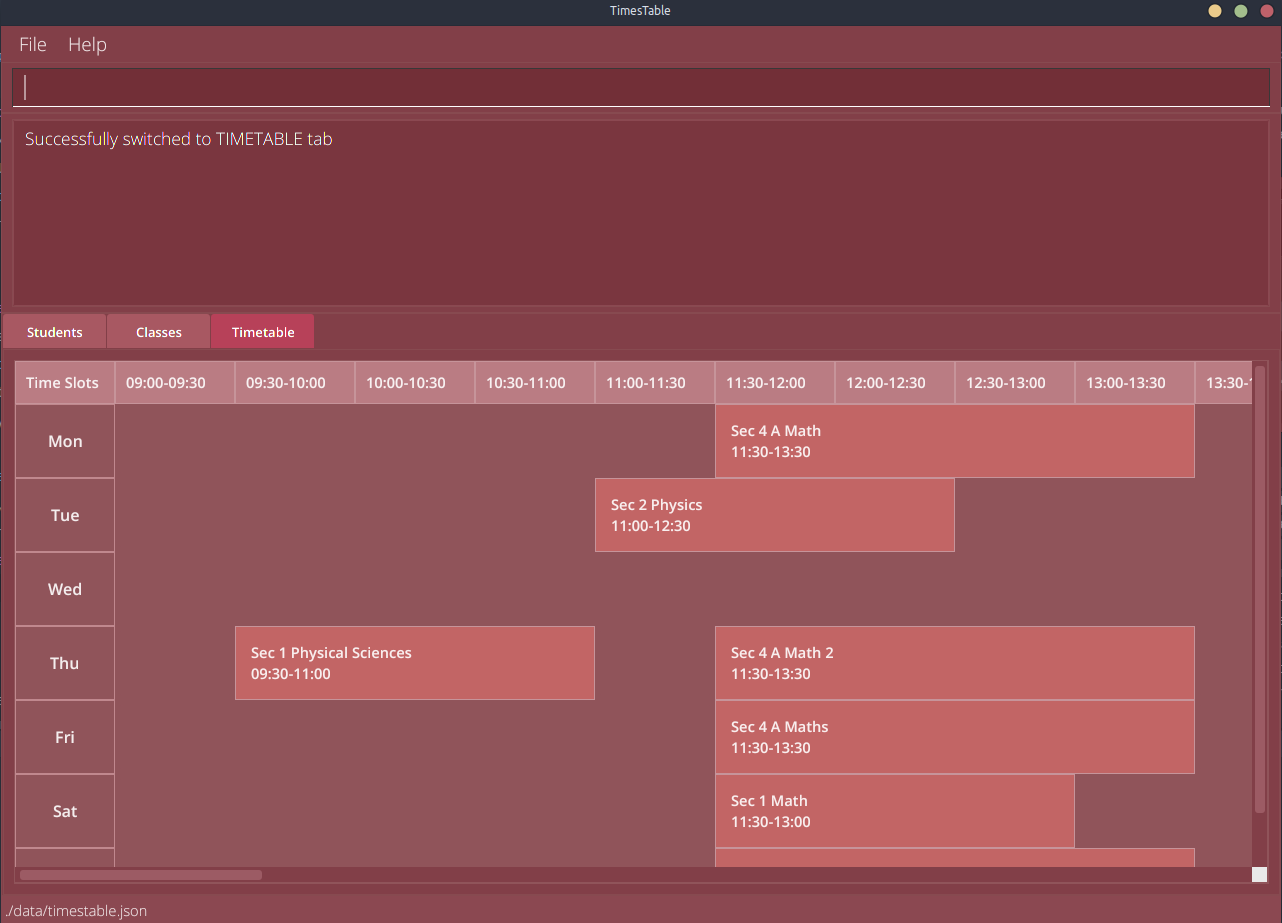 TimesTable
File Help
Successfully switched to TIMETABLE tab
Students Classes Timetable
Time Slots 09:00-09:30 09:30-10:00 10:00-10:30 10:30-11:00 11:00-11:30 11:30-12:00 12:00-12:30 12:30-13:00 13:00-13:30 13:30-1
Mon
Sec 4 A Math
11:30-13:30
Tue
Sec 2 Physics
11:00-12:30
Wed
Thu
Sec 1 Physical Sciences
09:30-11:00
Sec 4 A Math 2
11:30-13:30
Fri
Sec 4 A Maths
11:30-13:30
Sat
Sec 1 Math
11:30-13:00
./data/timestable.json